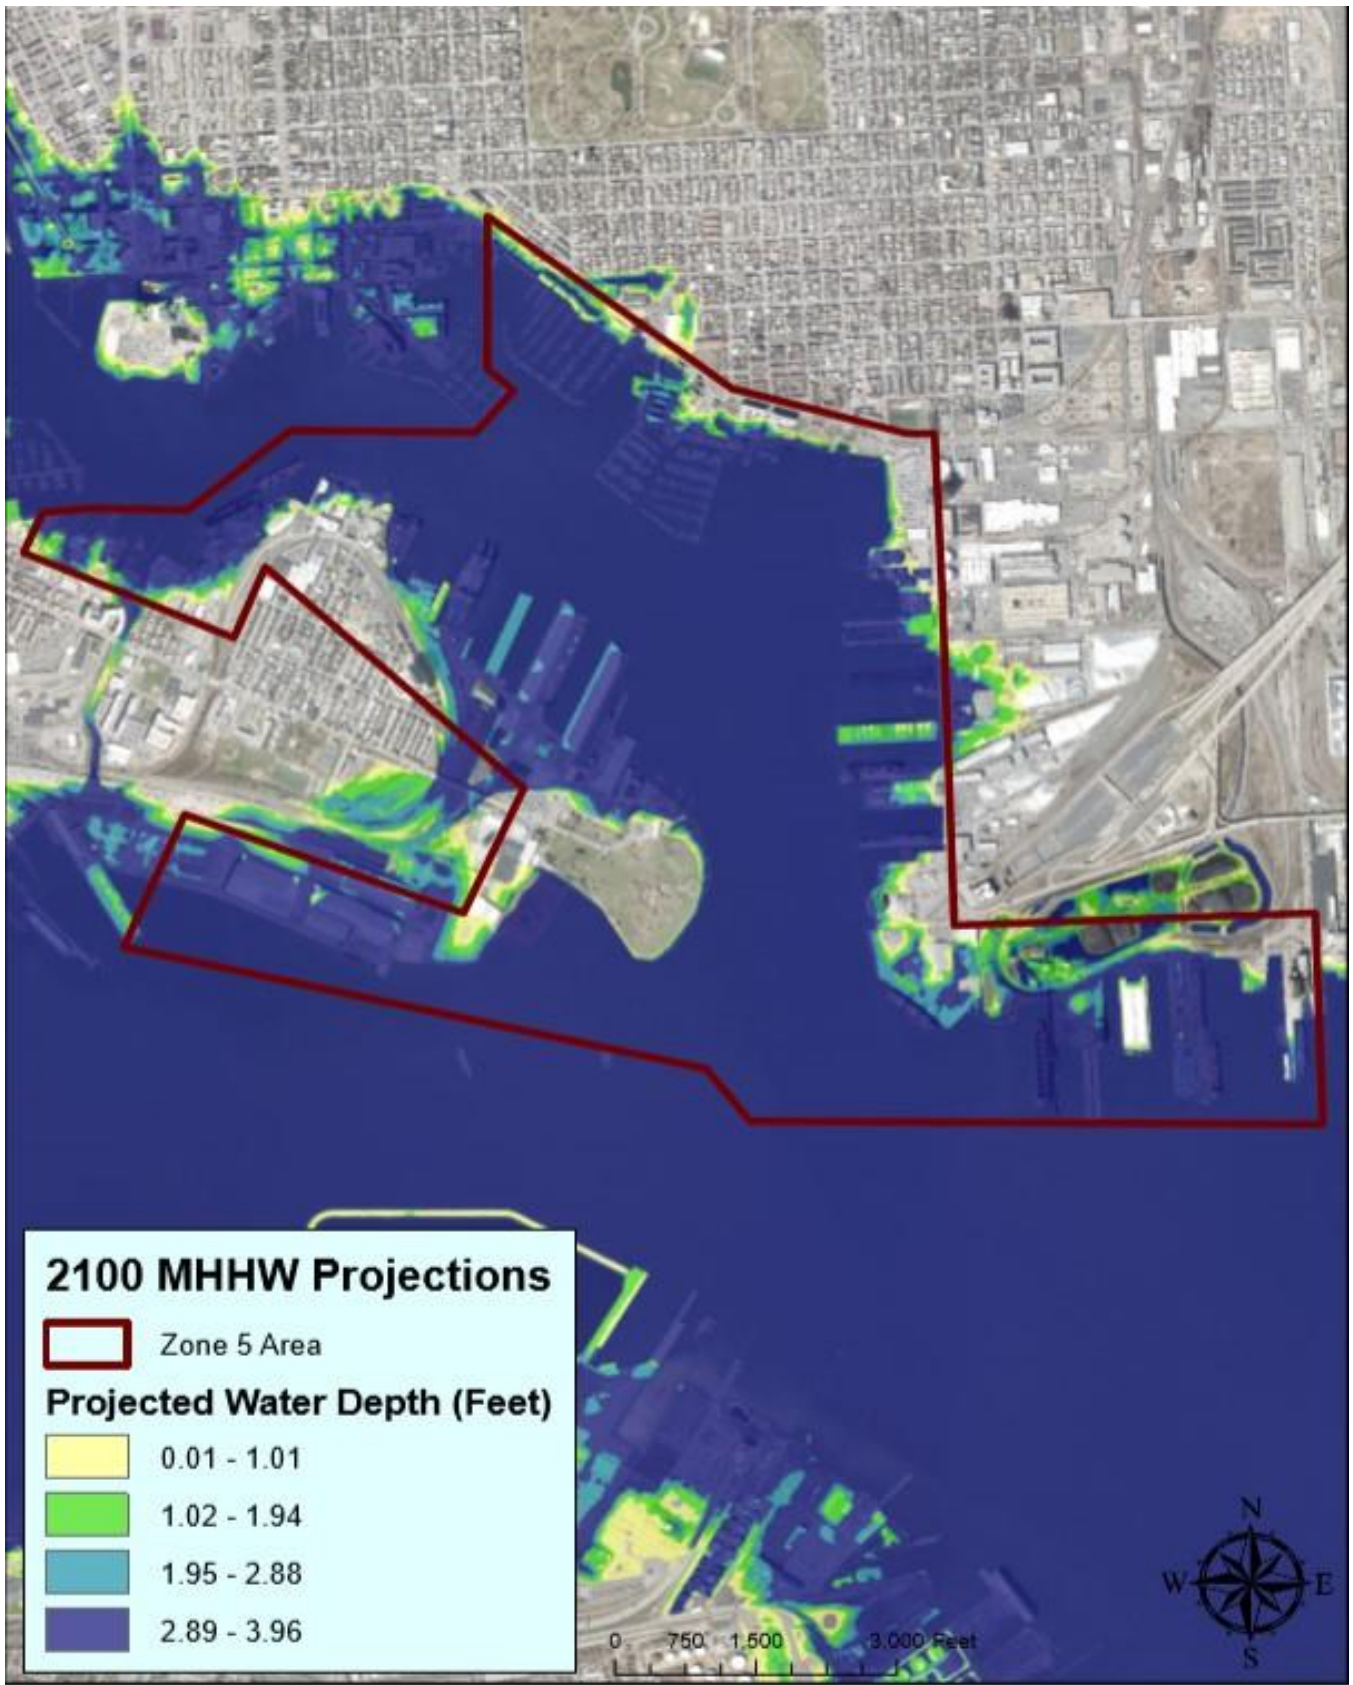 2100 MHHW Projections
Zone 5 Area
Projected Water Depth (Feet)
0.01 - 1.01
1.02 - 1.94
1.95 - 2.88
2.89 - 3.96
0 750 1,500 3,000 Feet
N
W E
S